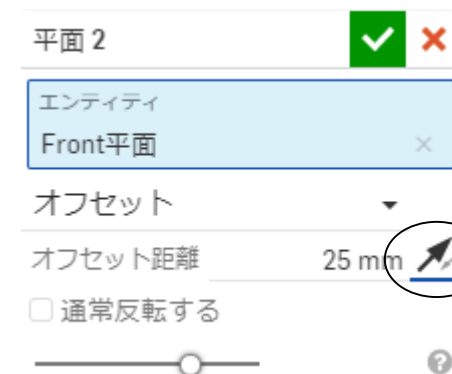 平面 2
エンティティ
Front平面
オフセット
オフセット距離 25 mm
通常反転する